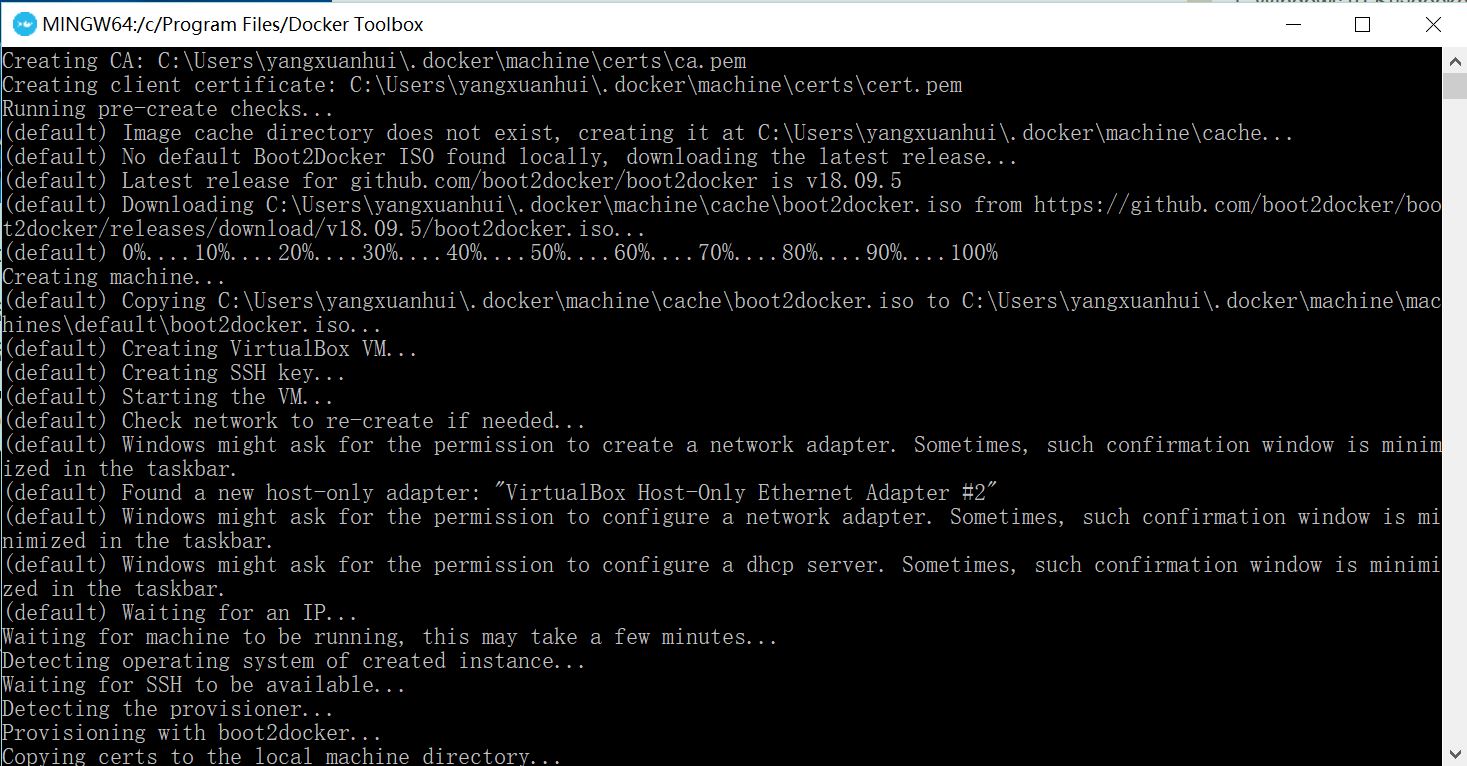 MINGW64:/c/Program Files/Docker Toolbox
Creating CA: C:\Users\yangxuanhui\.docker\machine\certs\ca.pem
Creating client certificate: C:\Users\yangxuanhui\.docker\machine\certs\cert.pem
Running pre-create checks...
(default) Image cache directory does not exist, creating it at C:\Users\yangxuanhui\.docker\machine\cache...
(default) No default Boot2Docker ISO found locally, downloading the latest release...
(default) Latest release for github.com/boot2docker/boot2docker is v18.09.5
(default) Downloading C:\Users\yangxuanhui\.docker\machine\cache\boot2docker.iso from https://github.com/boot2docker/boo
t2docker/releases/download/v18.09.5/boot2docker.iso...
(default) 0%....10%....20%....30%....40%....50%....60%....70%....80%....90%....100%
Creating machine...
(default) Copying C:\Users\yangxuanhui\.docker\machine\cache\boot2docker.iso to C:\Users\yangxuanhui\.docker\machine\mac
hines\default\boot2docker.iso...
(default) Creating VirtualBox VM...
(default) Creating SSH key...
(default) Starting the VM...
(default) Check network to re-create if needed...
(default) Windows might ask for the permission to create a network adapter. Sometimes, such confirmation window is minim
ized in the taskbar.
(default) Found a new host-only adapter: "VirtualBox Host-Only Ethernet Adapter #2"
(default) Windows might ask for the permission to configure a network adapter. Sometimes, such confirmation window is mi
nimized in the taskbar.
(default) Windows might ask for the permission to configure a dhcp server. Sometimes, such confirmation window is minimi
zed in the taskbar.
(default) Waiting for an IP...
Waiting for machine to be running, this may take a few minutes...
Detecting operating system of created instance...
Waiting for SSH to be available...
Detecting the provisioner...
Provisioning with boot2docker...
Copying certs to the local machine directory...